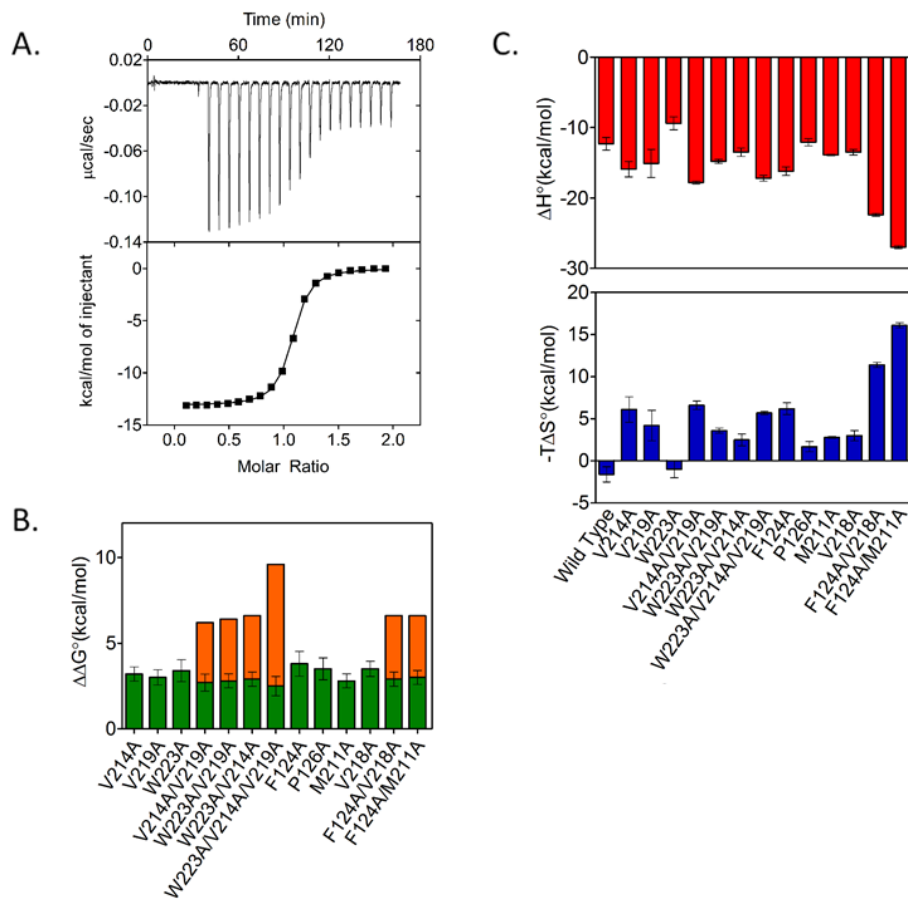 A.
Time (min)
0 60 120 180
0.02
-0.02
-0.06
-0.10
-0.14
μcal/sec
0
-5
-10
-15
kcal/mol of injectant
0.0 0.5 1.0 1.5 2.0
Molar Ratio
B.
10
5
0
ΔΔG°(kcal/mol)
V214A
V219A
W223A
V214A/V219A
W223A/V219A
W223A/V214A
W223A/V214A/V219A
F124A
P126A
M211A
V218A
F124A/V218A
F124A/M211A
C.
0
-10
-20
-30
ΔH°(kcal/mol)
20
15
10
5
0
-5
-TΔS°(kcal/mol)
Wild Type
V214A
V219A
W223A
V214A/V219A
W223A/V219A
W223A/V214A
W223A/V214A/V219A
F124A
P126A
M211A
V218A
F124A/V218A
F124A/M211A